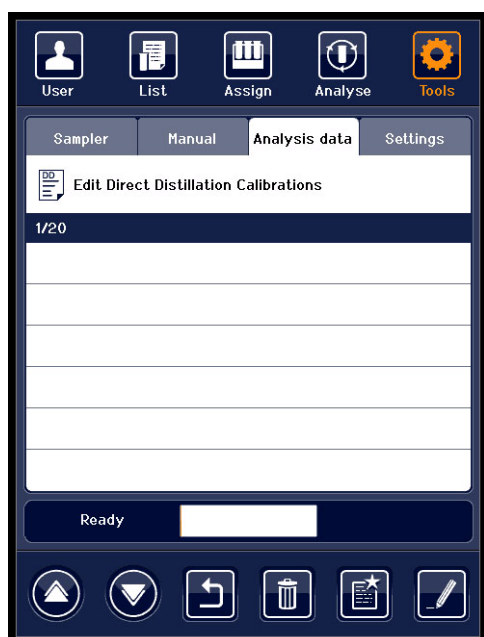 User List Assign Analyse Tools
Sampler Manual Analysis data Settings
DD
Edit Direct Distillation Calibrations
1/20
Ready